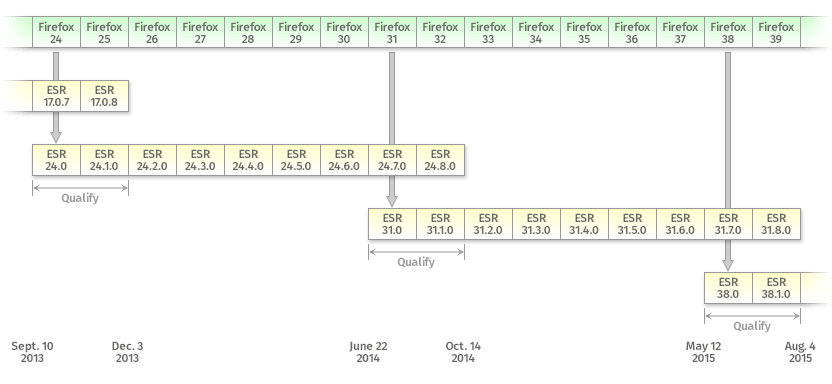 Firefox Firefox Firefox Firefox Firefox Firefox Firefox Firefox Firefox Firefox Firefox Firefox Firefox Firefox Firefox Firefox
24 25 26 27 28 29 30 31 32 33 34 35 36 37 38 39
ESR ESR
17.0.7 17.0.8
ESR ESR ESR ESR ESR ESR ESR ESR ESR
24.0 24.1.0 24.2.0 24.3.0 24.4.0 24.5.0 24.6.0 24.7.0 24.8.0
Qualify
ESR ESR ESR ESR ESR ESR ESR ESR ESR
31.0 31.1.0 31.2.0 31.3.0 31.4.0 31.5.0 31.6.0 31.7.0 31.8.0
Qualify
ESR ESR
38.0 38.1.0
Qualify
Sept. 10 Dec. 3 June 22 Oct. 14 May 12 Aug. 4
2013 2013 2014 2014 2015 2015